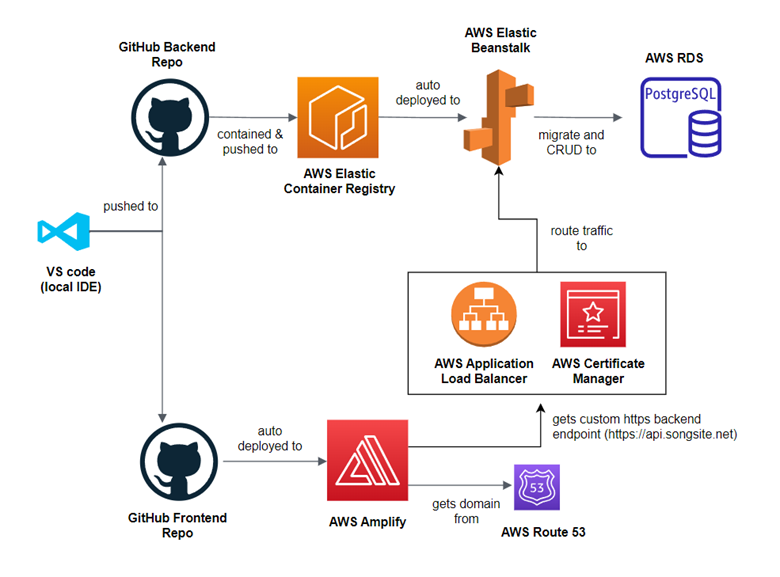 GitHub Backend
Repo
AWS Elastic
Beanstalk
AWS RDS
PostgreSQL
auto
deployed to
contained &
pushed to
migrate and
CRUD to
AWS Elastic
Container Registry
pushed to
VS code
(local IDE)
route traffic
to
AWS Application
Load Balancer
AWS Certificate
Manager
gets custom https backend
endpoint (https://api.songsite.net)
auto
deployed to
GitHub Frontend
Repo
AWS Amplify
gets domain
from
53
AWS Route 53